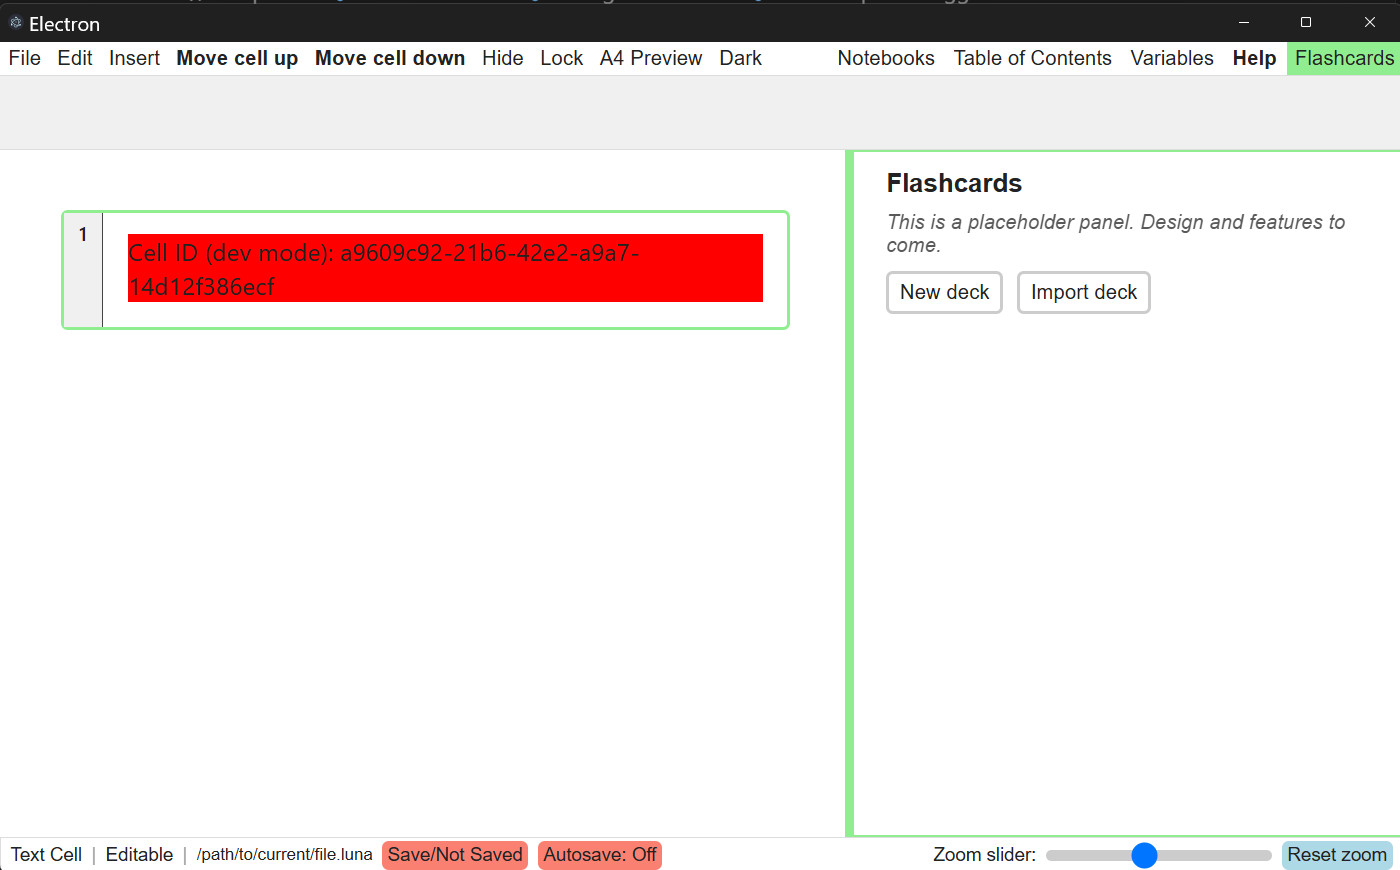 Electron
File Edit Insert Move cell up Move cell down Hide Lock A4 Preview Dark Notebooks Table of Contents Variables Help Flashcards
1
Cell ID (dev mode): a9609c92-21b6-42e2-a9a7-
14d12f386ecf
Flashcards
This is a placeholder panel. Design and features to
come.
New deck Import deck
Text Cell | Editable | /path/to/current/file.luna Save/Not Saved Autosave: Off Zoom slider: Reset zoom